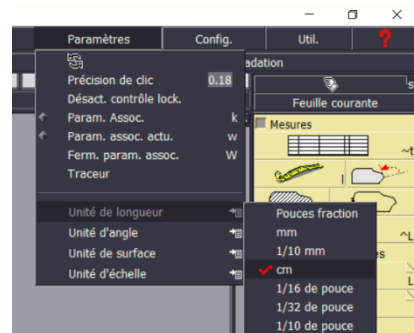 Paramètres Config. Util. ?
adation
Précision de clic 0.18
Désact. contrôle lock.
Feuille courante
Param. Assoc. k
Mesures
Param. assoc. actu. w
Ferm. param. assoc. W
Traceur
Unité de longueur
Pouces fraction
Unité d'angle
mm
Unité de surface
1/10 mm
Unité d'échelle
cm
1/16 de pouce
1/32 de pouce
1/10 de pouce